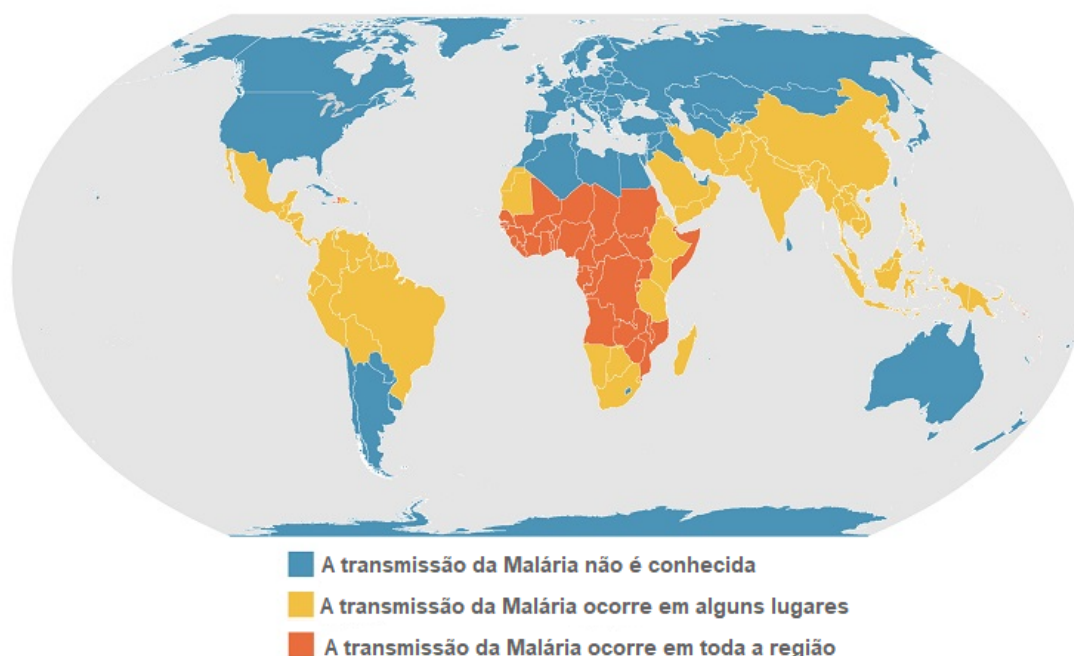 A transmissão da Malária não é conhecida
A transmissão da Malária ocorre em alguns lugares
A transmissão da Malária ocorre em toda a região